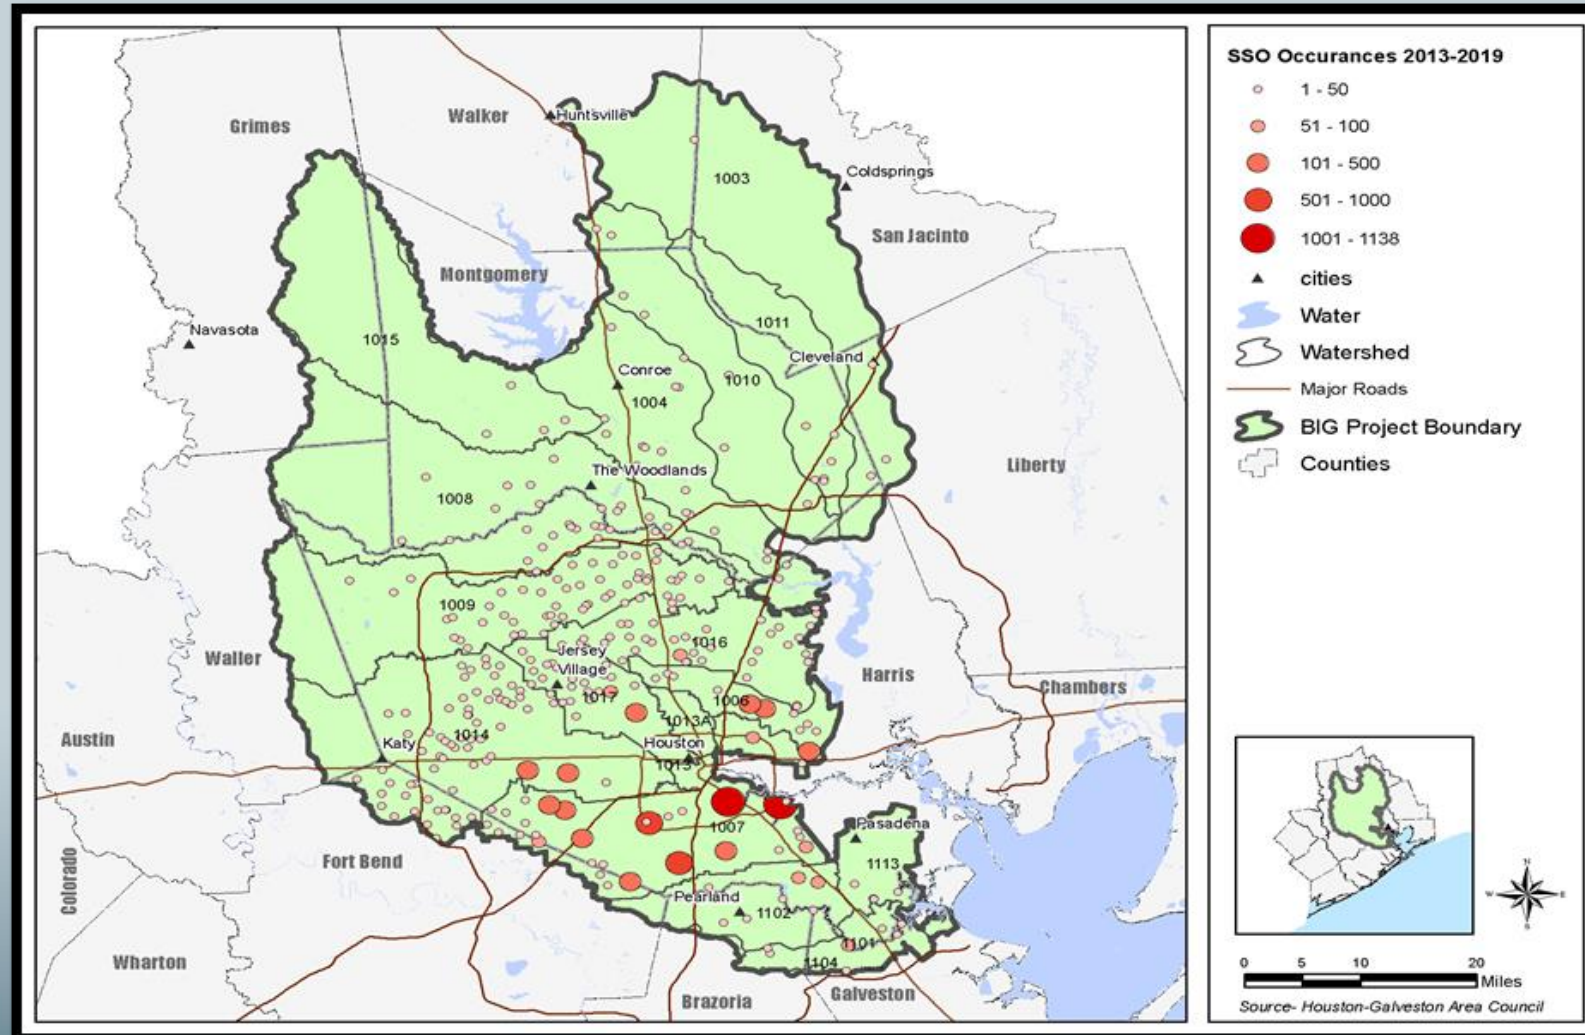 Huntsville
Walker
Grimes
Coldsprings
1003
San Jacinto
Montgomery
Navasota
1011
1015
Cleveland
Conroe
1010
1004
Liberty
The Woodlands
1008
1009
1016
Jersey
Village
Waller
Harris
Chambers
1017
1006
1013A
1014
Austin
Katy
Houston
1013
1007
Pasadena
Fort Bend
1113
Colorado
Pearland
1102
1101
1104
Wharton
Brazoria
Galveston
SSO Occurances 2013-2019
1 - 50
51 - 100
101 - 500
501 - 1000
1001 - 1138
cities
Water
Watershed
Major Roads
BIG Project Boundary
Counties
N
W
E
S
0 5 10 20
Miles
Source- Houston-Galveston Area Council